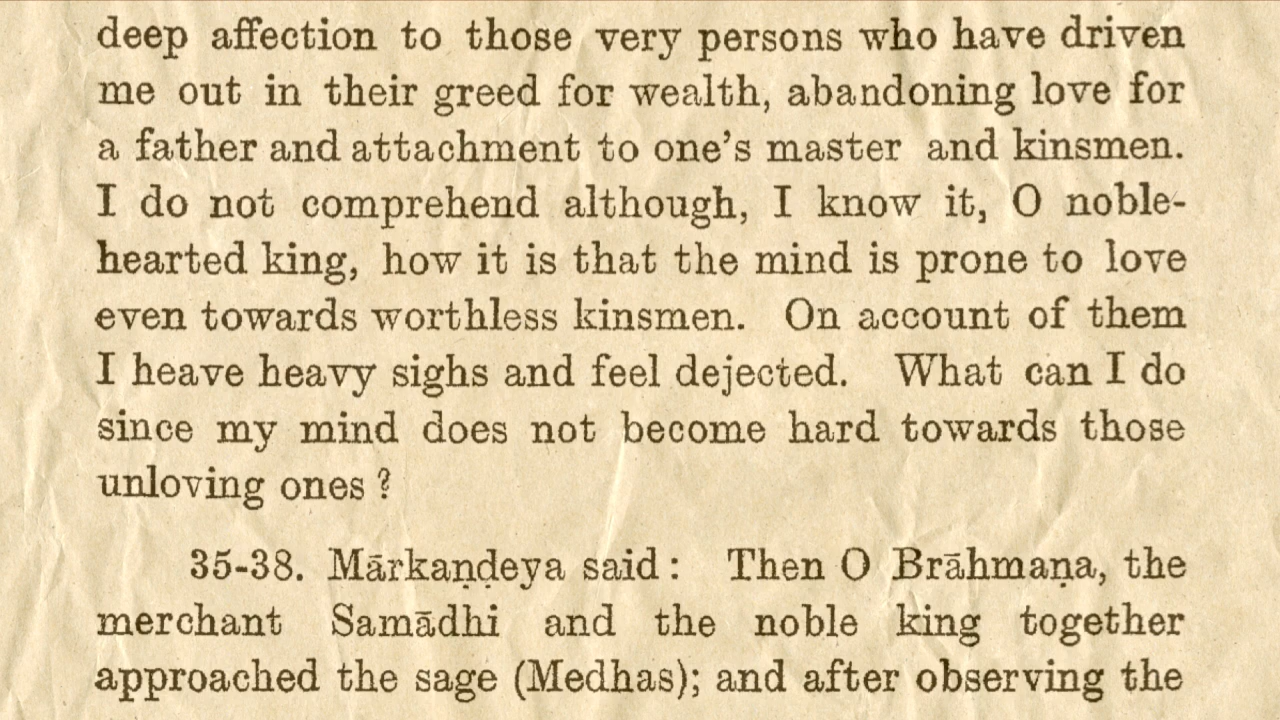 deep affection to those very persons who have driven
me out in their greed for wealth, abandoning love for
a father and attachment to one's master and kinsmen.
I do not comprehend although, I know it, O noble-
hearted king, how it is that the mind is prone to love
even towards worthless kinsmen. On account of them
I heave heavy sighs and feel dejected. What can I do
since my mind does not become hard towards those
unloving ones ?
35-38. Mārkaṇḍeya said : Then O Brāhmaṇa, the
merchant Samādhi and the noble king together
approached the sage (Medhas); and after observing the